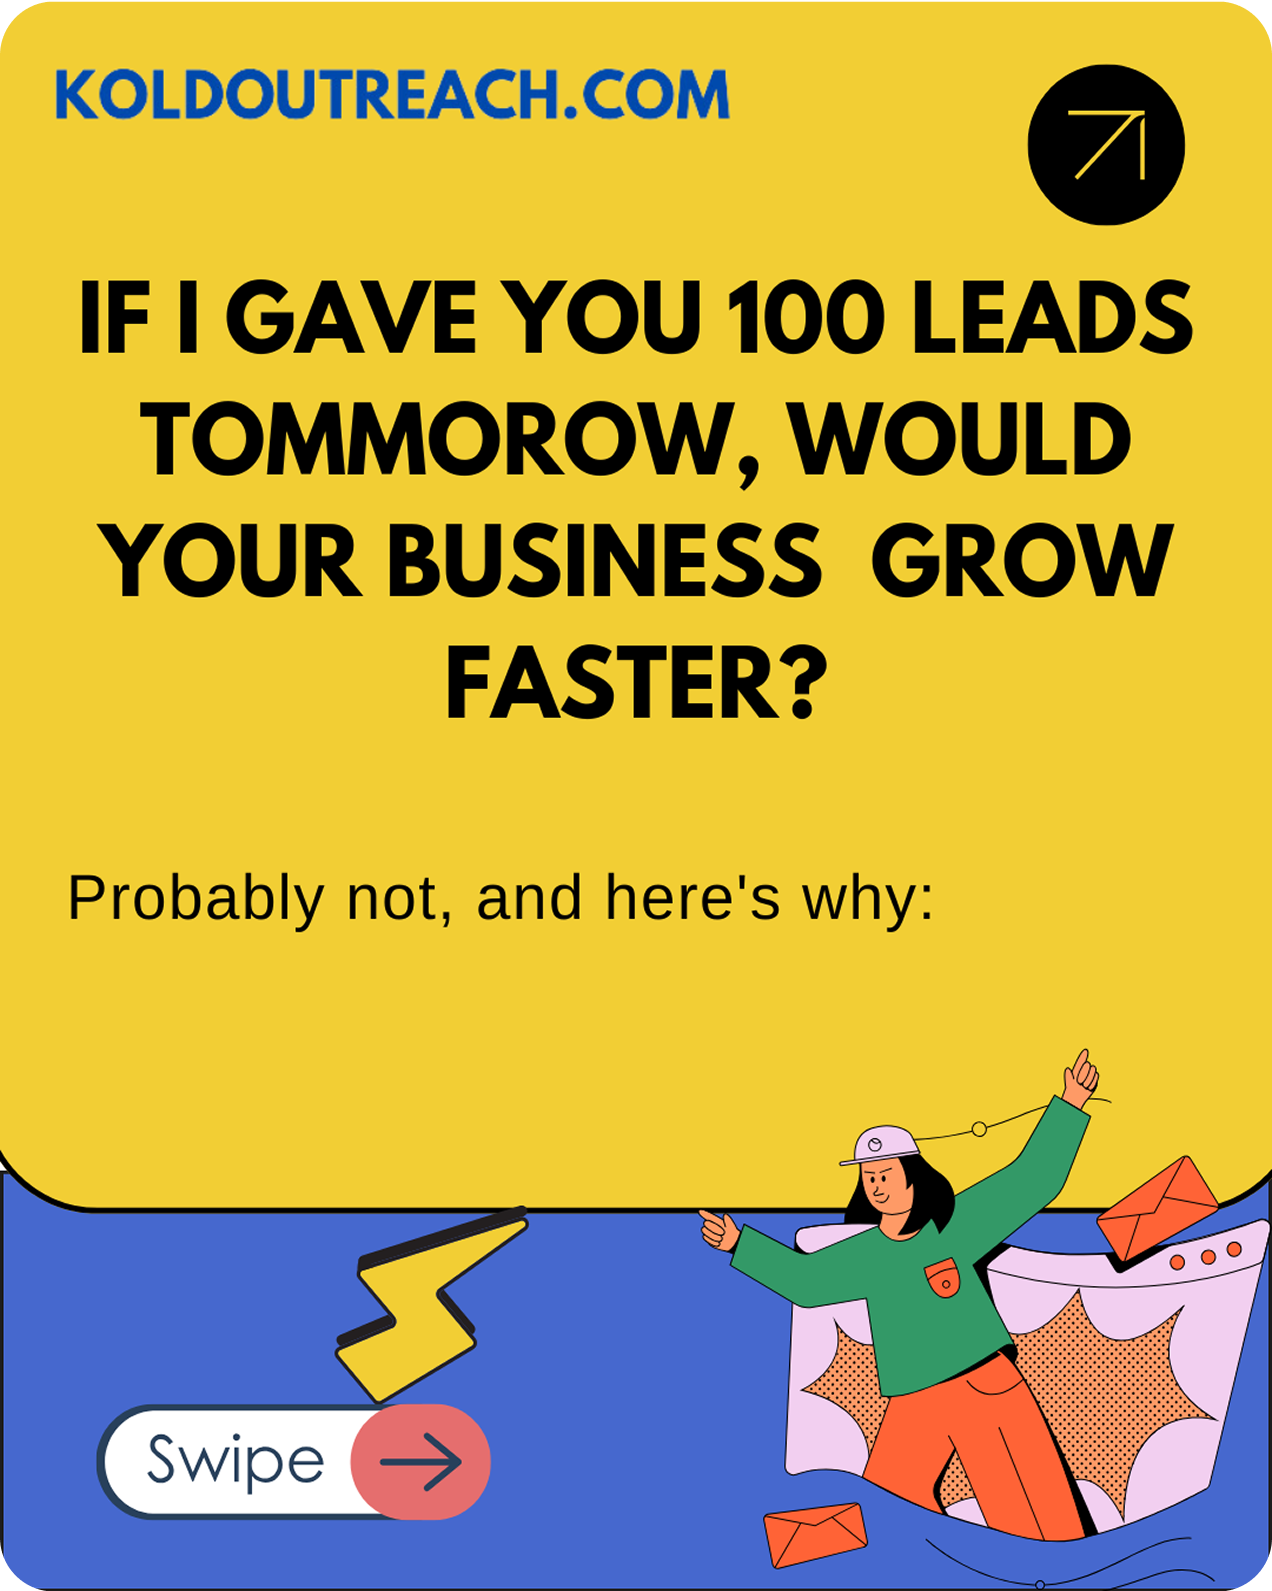 KOLDOUTREACH.COM
IF I GAVE YOU 100 LEADS
TOMMOROW, WOULD
YOUR BUSINESS  GROW
FASTER?
Probably not, and here's why:
Swipe